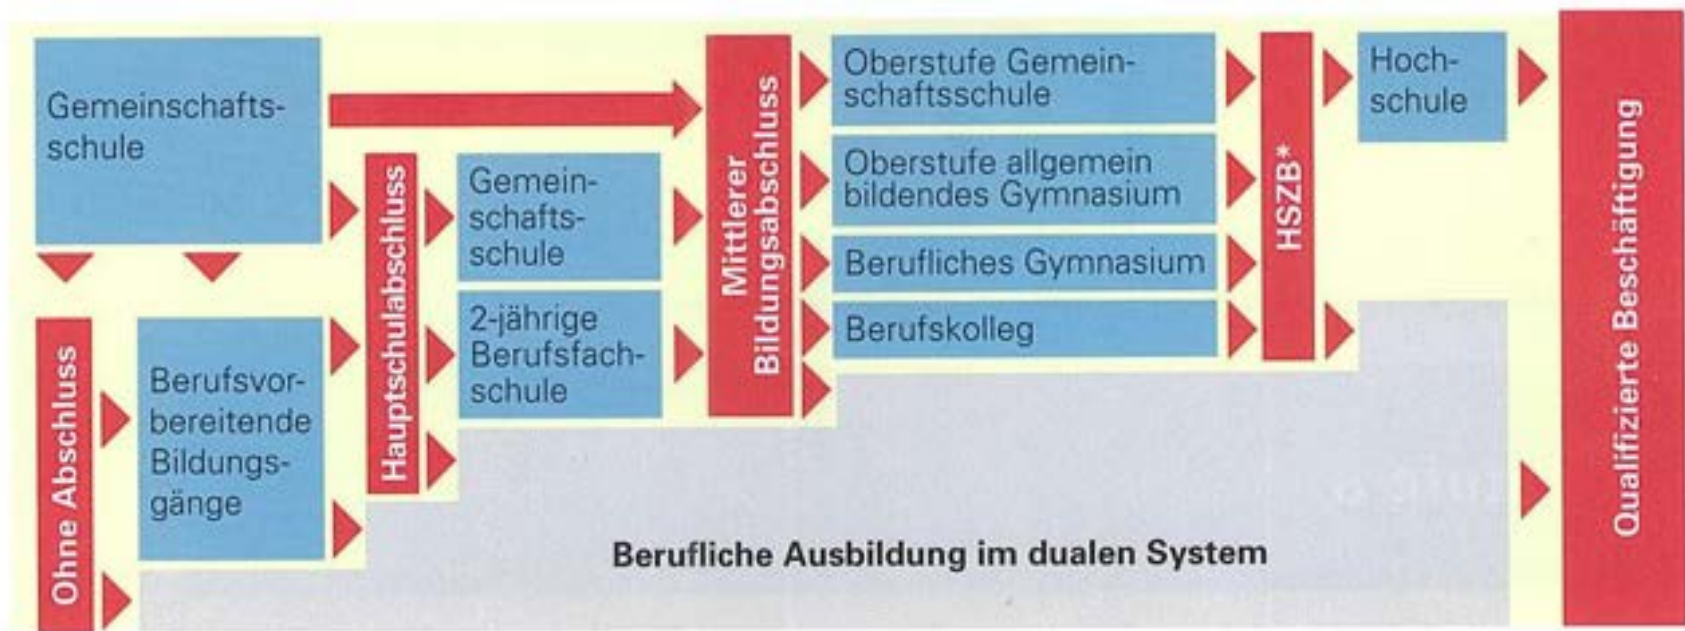 Gemeinschafts-
schule
Ohne Abschluss
Berufsvor-
bereitende
Bildungs-
gänge
Hauptschulabschluss
Gemein-
schafts-
schule
2-jährige
Berufsfach-
schule
Mittlerer
Bildungsabschluss
Oberstufe Gemein-
schaftsschule
Oberstufe allgemein
bildendes Gymnasium
Berufliches Gymnasium
Berufskolleg
HSZB*
Hoch-
schule
Qualifizierte Beschäftigung
Berufliche Ausbildung im dualen System